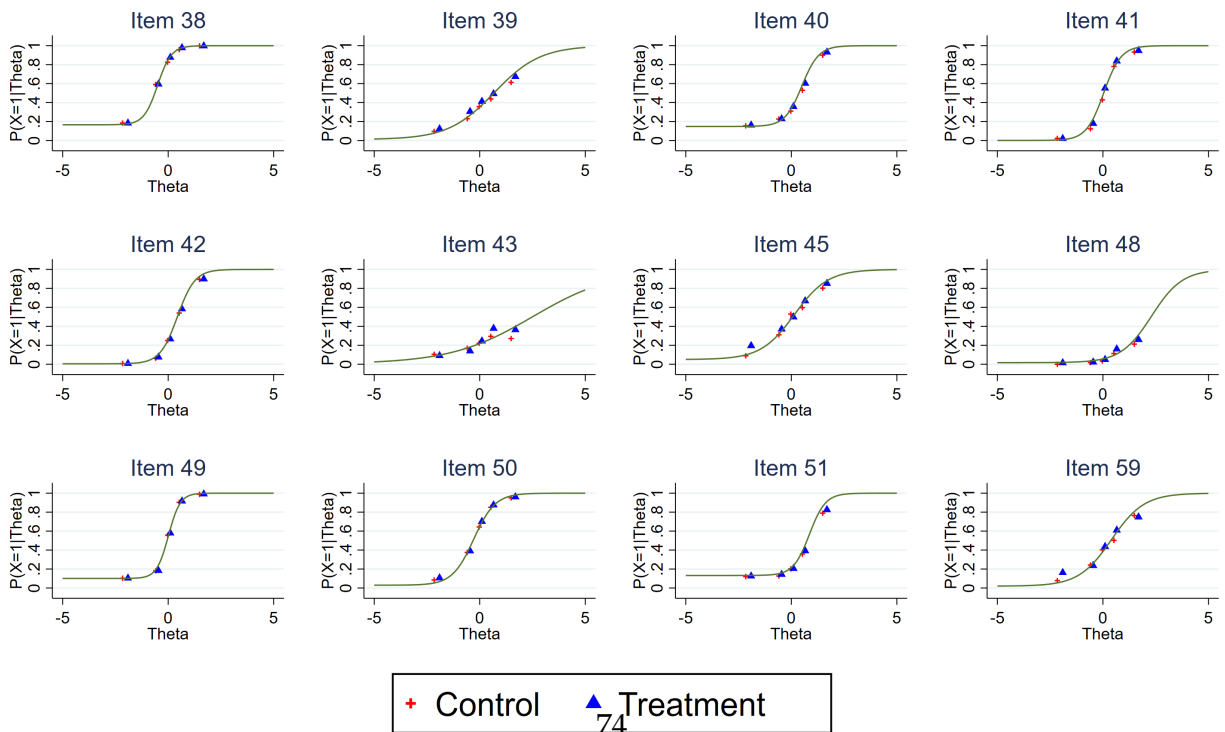 Item 38
P(X=1|Theta)
0 .2 .4 .6 .8 1
-5 0 5
Theta
Item 39
P(X=1|Theta)
0 .2 .4 .6 .8 1
-5 0 5
Theta
Item 40
P(X=1|Theta)
0 .2 .4 .6 .8 1
-5 0 5
Theta
Item 41
P(X=1|Theta)
0 .2 .4 .6 .8 1
-5 0 5
Theta
Item 42
P(X=1|Theta)
0 .2 .4 .6 .8 1
-5 0 5
Theta
Item 43
P(X=1|Theta)
0 .2 .4 .6 .8 1
-5 0 5
Theta
Item 45
P(X=1|Theta)
0 .2 .4 .6 .8 1
-5 0 5
Theta
Item 48
P(X=1|Theta)
0 .2 .4 .6 .8 1
-5 0 5
Theta
Item 49
P(X=1|Theta)
0 .2 .4 .6 .8 1
-5 0 5
Theta
Item 50
P(X=1|Theta)
0 .2 .4 .6 .8 1
-5 0 5
Theta
Item 51
P(X=1|Theta)
0 .2 .4 .6 .8 1
-5 0 5
Theta
Item 59
P(X=1|Theta)
0 .2 .4 .6 .8 1
-5 0 5
Theta
Control Treatment
74